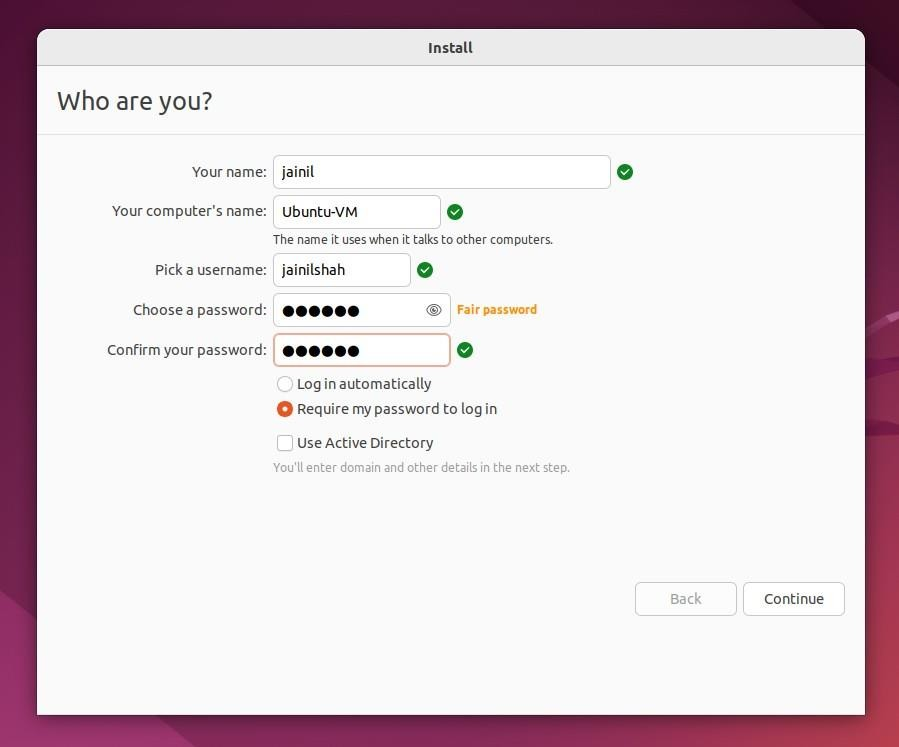 Install
Who are you?
Your name: jainil
Your computer's name: Ubuntu-VM
The name it uses when it talks to other computers.
Pick a username: jainilshah
Choose a password: ●●●●●● Fair password
Confirm your password: ●●●●●●
Log in automatically
Require my password to log in
Use Active Directory
You'll enter domain and other details in the next step.
Back Continue